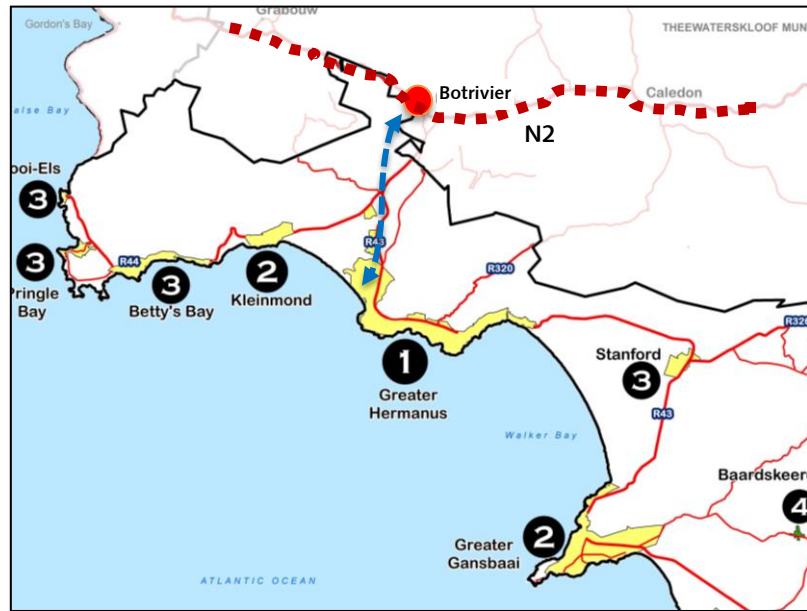 Grabouw
Gordon's Bay
THEEWATERSKLOOF MUN
Botrivier
Caledon
N2
alse Bay
ooi-Els
3
R43
R320
3
R44
Pringle
Bay
3
Betty's Bay
2
Kleinmond
1
Greater
Hermanus
R320
Stanford
3
R43
Walker Bay
Baardskeer
4
2
Greater
Gansbaai
ATLANTIC OCEAN